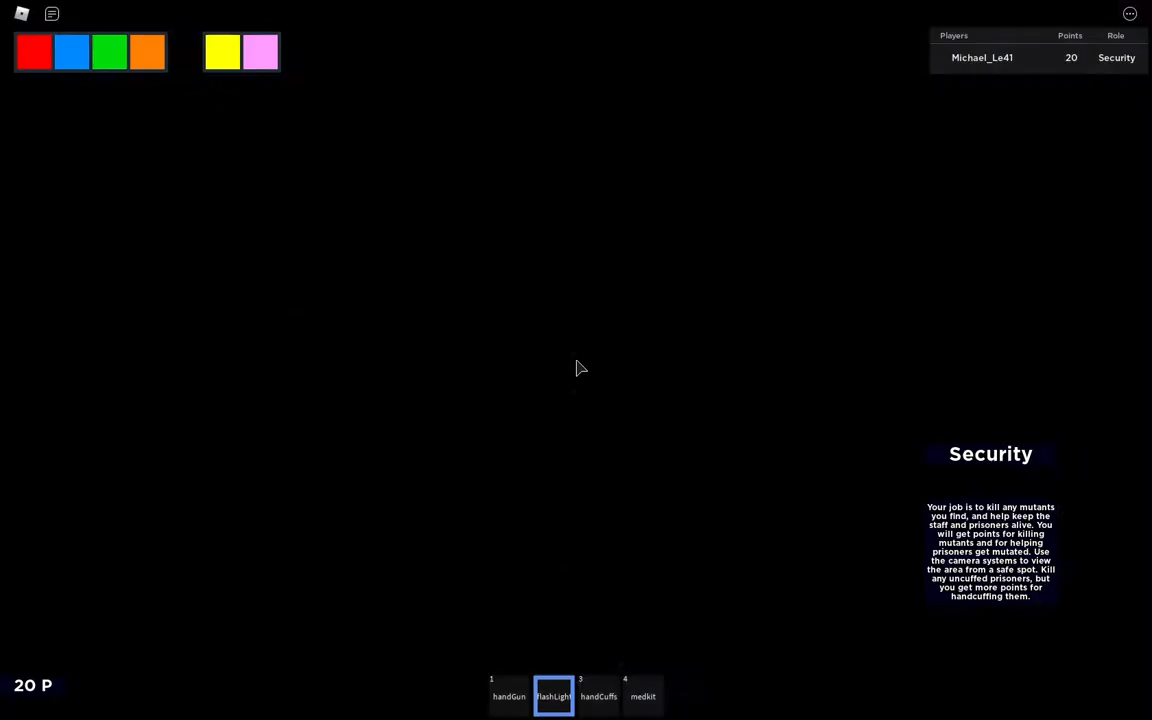 Players Points Role
Michael_Le41 20 Security
Security
Your job is to kill any mutants
you find, and help keep the
staff and prisoners alive. You
will get points for killing
mutants and for helping
prisoners get mutated. Use
the camera systems to view
the area from a safe spot. Kill
any uncuffed prisoners, but
you get more points for
handcuffing them.
20 P
1 3 4
handGun flashLight handCuffs medkit